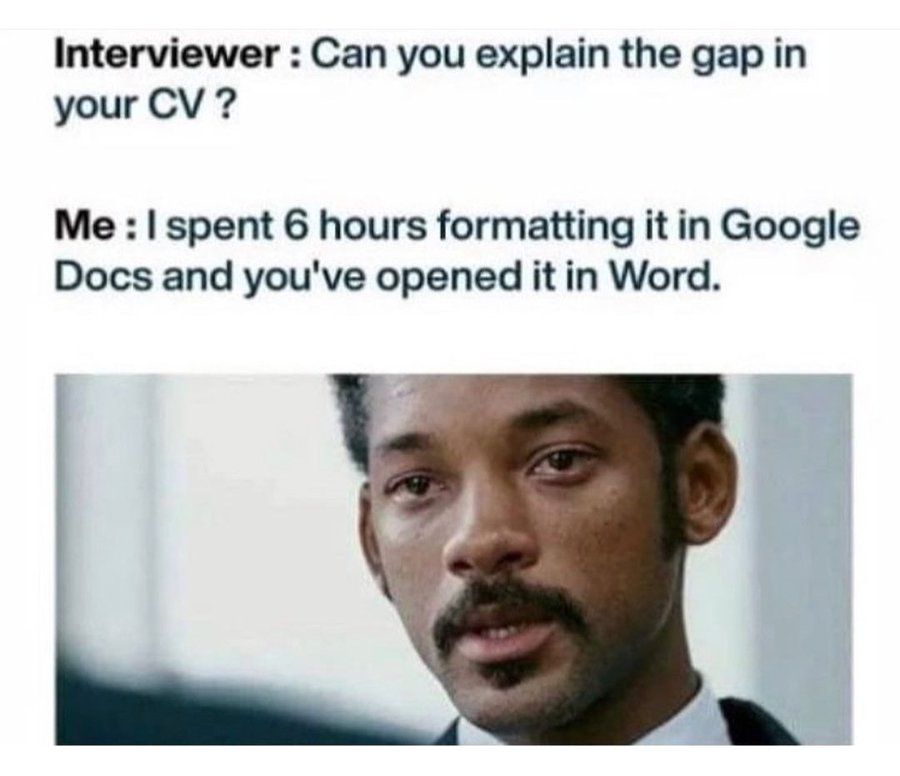 Interviewer : Can you explain the gap in
your CV ?
Me : I spent 6 hours formatting it in Google
Docs and you've opened it in Word.